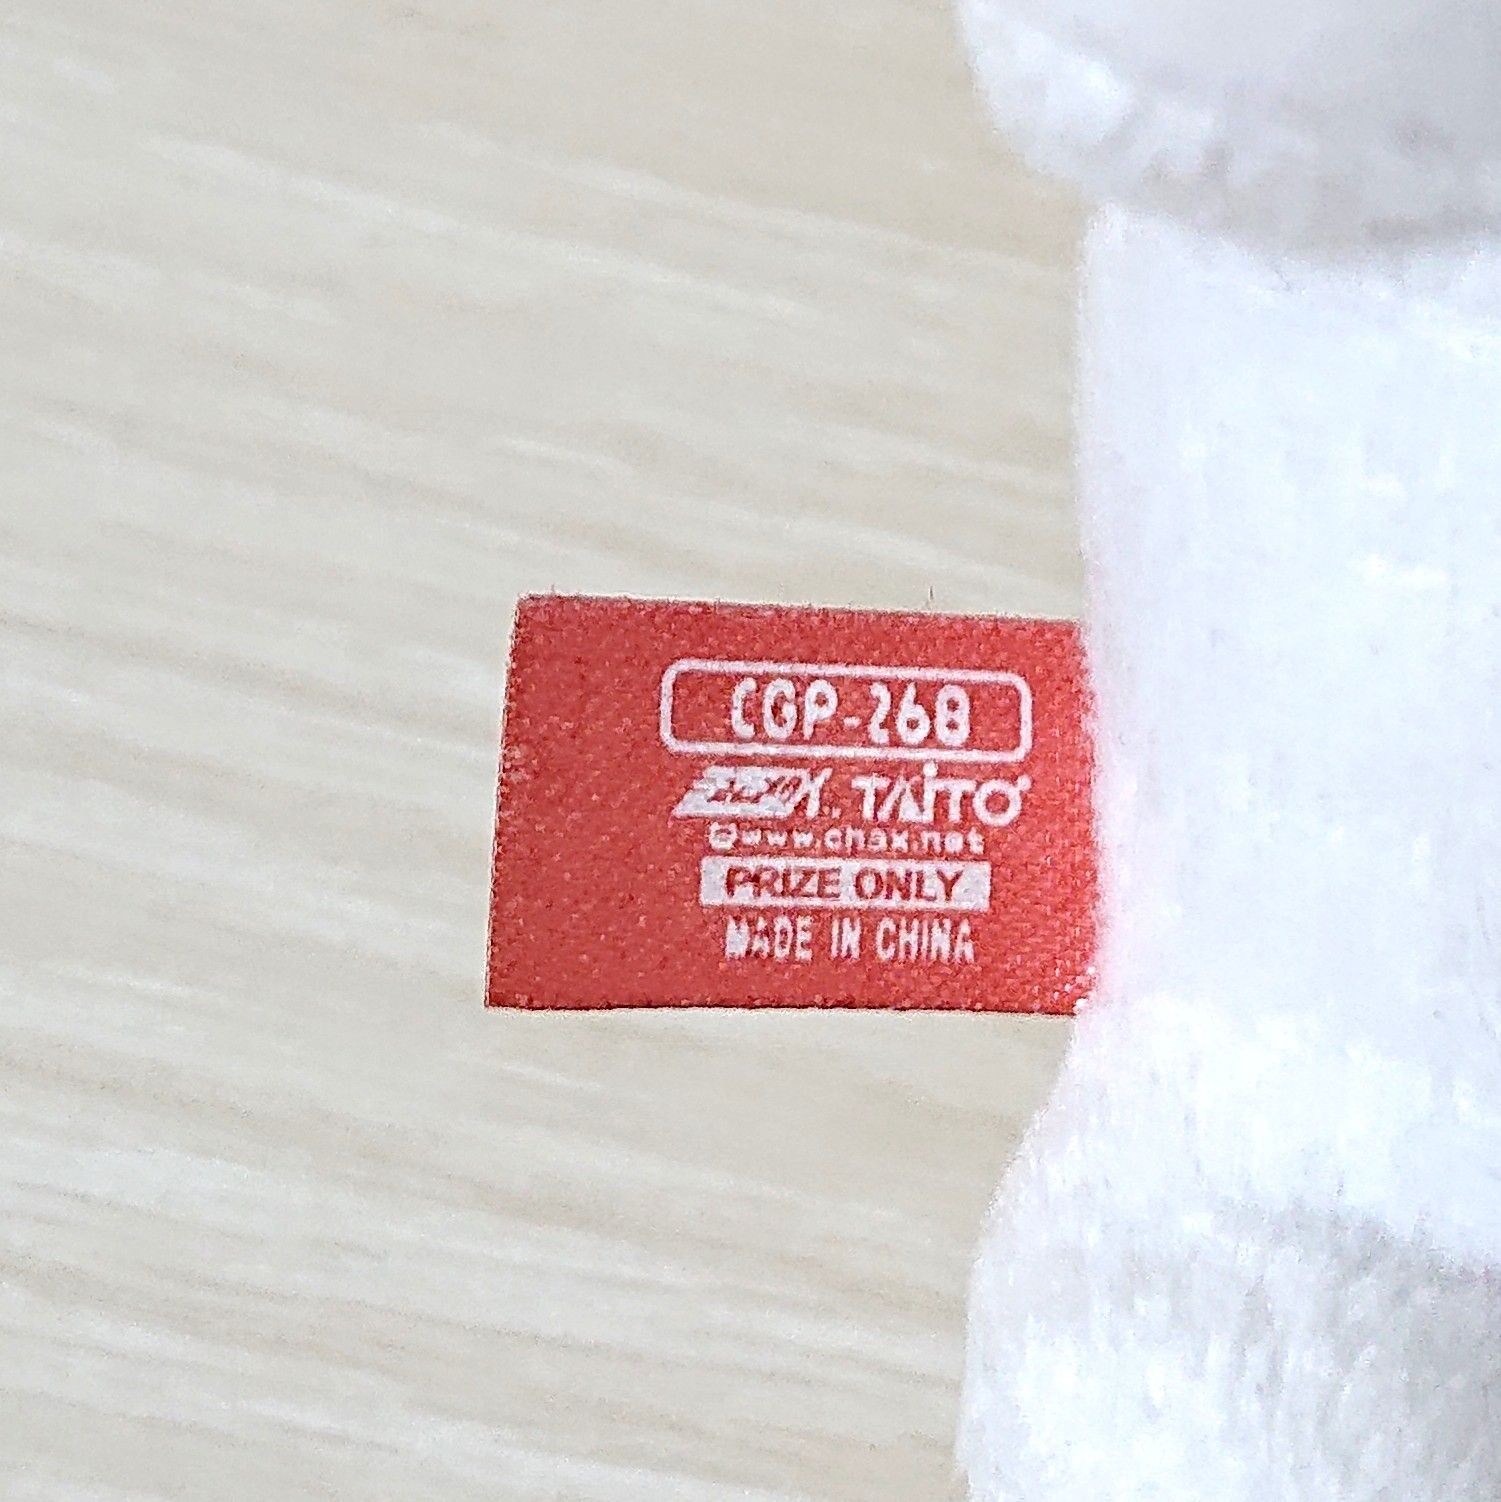 CGP-268
TAITO
©www.chax.net
PRIZE ONLY
MADE IN CHINA